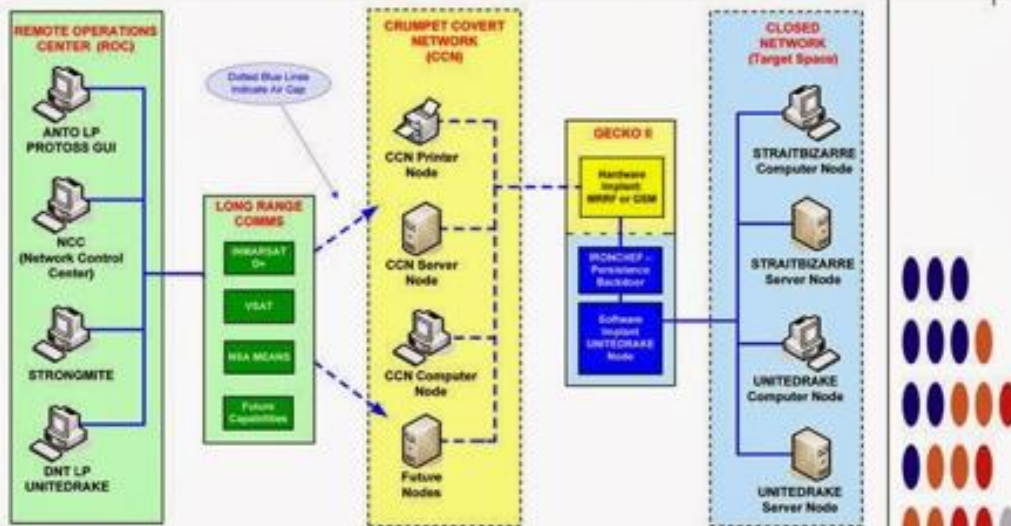 REMOTE OPERATIONS
CENTER (ROC)
ANTO LP
PROTOSS GUI
NCC
(Network Control
Center)
STRONGMITE
DNT LP
UNITEDRAKE
Dotted Blue Lines
Indicate Air Gap
LONG RANGE
COMMS
INMARSAT
D+
VSAT
NSA MEANS
Future
Capabilities
CRUMPET COVERT
NETWORK
(CCN)
CCN Printer
Node
CCN Server
Node
CCN Computer
Node
Future
Nodes
GECKO II
Hardware
Implant:
MRRF or GSM
IRONCHEF –
Persistence
Backdoor
Software
Implant
UNITEDRAKE
Node
CLOSED
NETWORK
(Target Space)
STRAITBIZARRE
Computer Node
STRAITBIZARRE
Server Node
UNITEDRAKE
Computer Node
UNITEDRAKE
Server Node